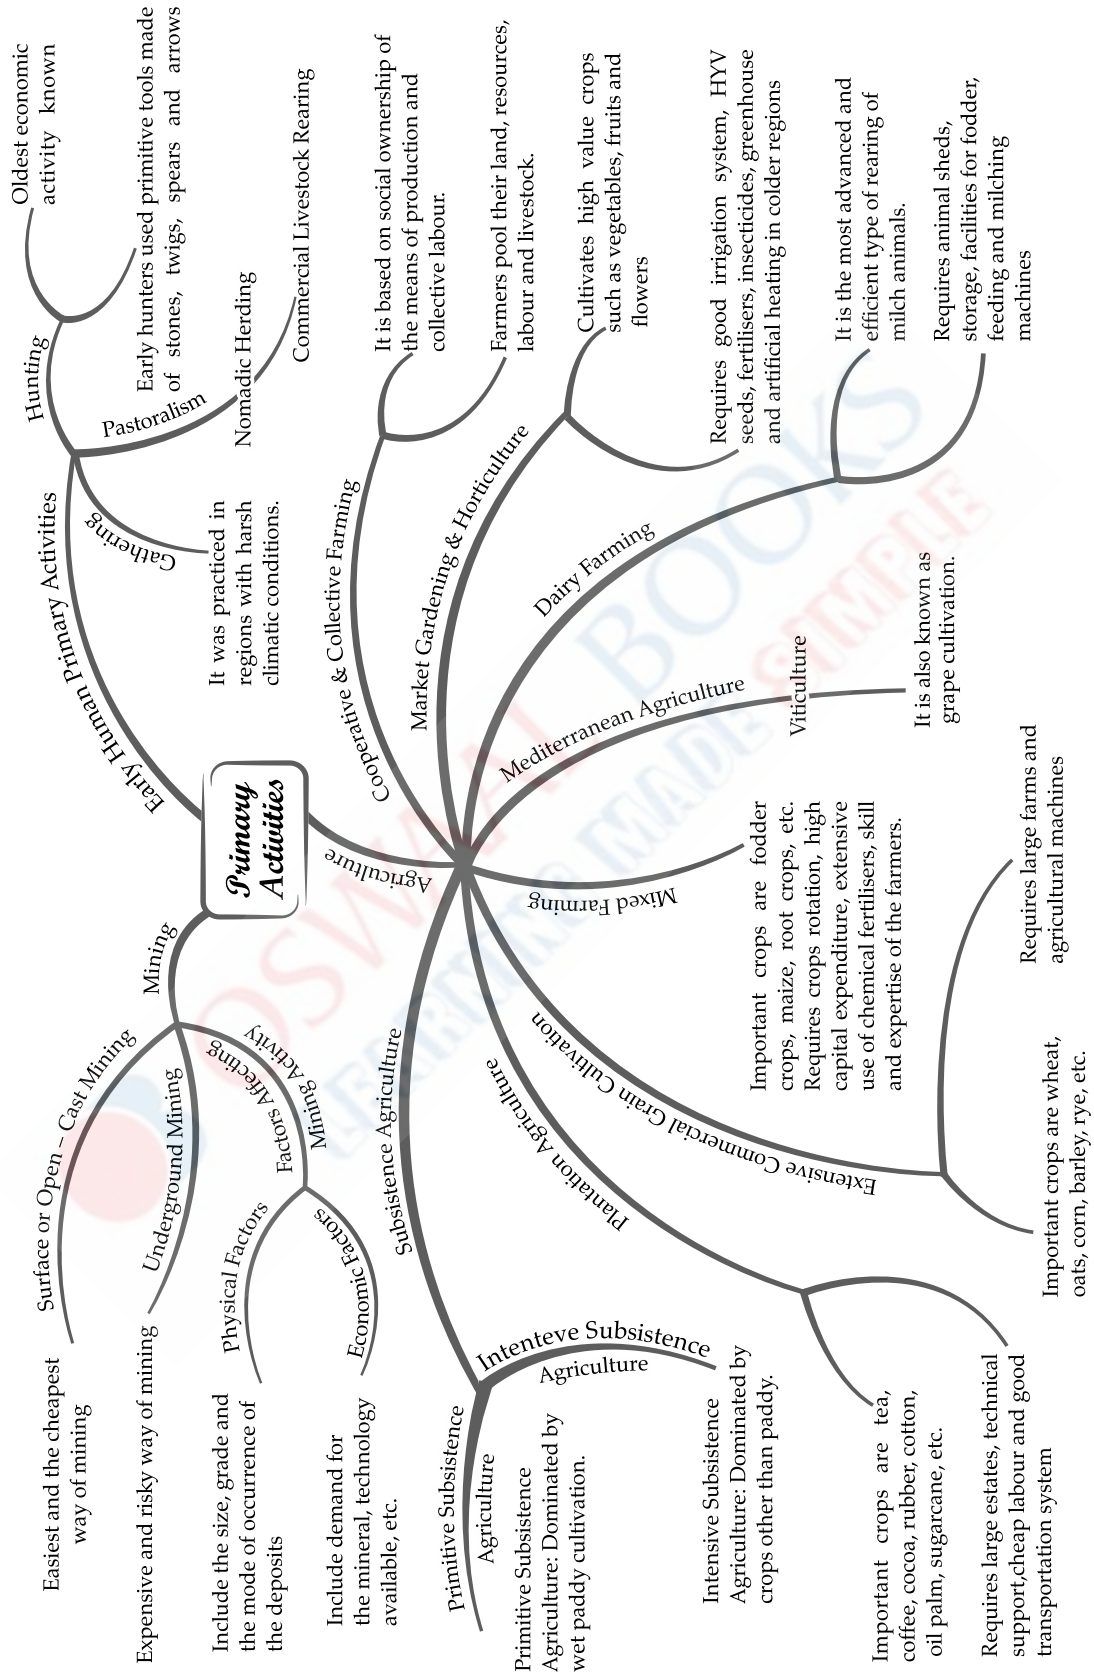 Primary
Activities
Early Human Primary Activities
Hunting
Oldest economic
activity known
Early hunters used primitive tools made
of stones, twigs, spears and arrows
Pastoralism
Nomadic Herding
Commercial Livestock Rearing
Gathering
It was practiced in
regions with harsh
climatic conditions.
Agriculture
Cooperative & Collective Farming
It is based on social ownership of
the means of production and
collective labour.
Farmers pool their land, resources,
labour and livestock.
Market Gardening & Horticulture
Cultivates high value crops
such as vegetables, fruits and
flowers
Requires good irrigation system, HYV
seeds, fertilisers, insecticides, greenhouse
and artificial heating in colder regions
Dairy Farming
It is the most advanced and
efficient type of rearing of
milch animals.
Requires animal sheds,
storage, facilities for fodder,
feeding and milching
machines
Mediterranean Agriculture
Viticulture
It is also known as
grape cultivation.
Mixed Farming
Important crops are fodder
crops, maize, root crops, etc.
Requires crops rotation, high
capital expenditure, extensive
use of chemical fertilisers, skill
and expertise of the farmers.
Extensive Commercial Grain Cultivation
Requires large farms and
agricultural machines
Important crops are wheat,
oats, corn, barley, rye, etc.
Plantation Agriculture
Important crops are tea,
coffee, cocoa, rubber, cotton,
oil palm, sugarcane, etc.
Requires large estates, technical
support,cheap labour and good
transportation system
Subsistence Agriculture
Primitive Subsistence
Agriculture
Primitive Subsistence
Agriculture: Dominated by
wet paddy cultivation.
Intenteve Subsistence
Agriculture
Intensive Subsistence
Agriculture: Dominated by
crops other than paddy.
Mining
Surface or Open – Cast Mining
Easiest and the cheapest
way of mining
Underground Mining
Expensive and risky way of mining
Factors Affecting
Mining Activity
Physical Factors
Include the size, grade and
the mode of occurrence of
the deposits
Economic Factors
Include demand for
the mineral, technology
available, etc.
OSWAAL BOOKS
LEARNING MADE SIMPLE